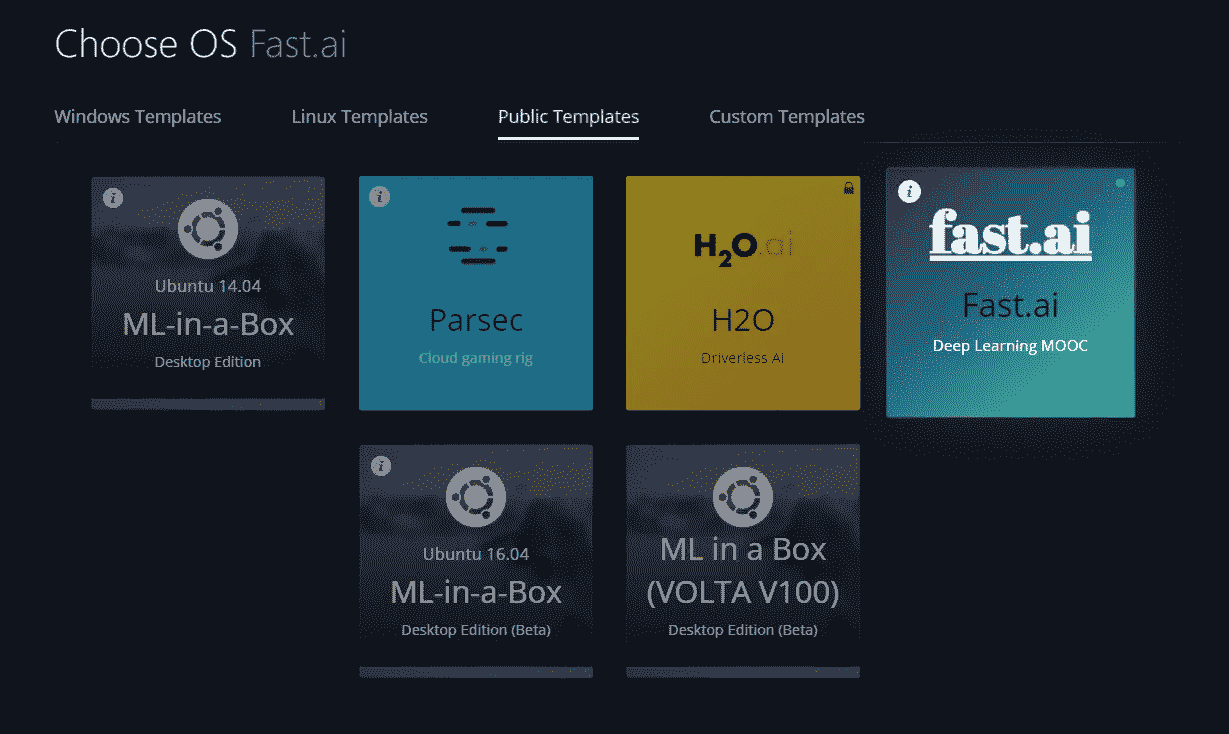 Choose OS Fast.ai
Windows Templates Linux Templates Public Templates Custom Templates
i
Ubuntu 14.04
ML-in-a-Box
Desktop Edition
i
Parsec
Cloud gaming rig
H2O.ai
H2O
Driverless Ai
i
fast.ai
Fast.ai
Deep Learning MOOC
i
Ubuntu 16.04
ML-in-a-Box
Desktop Edition (Beta)
ML in a Box
(VOLTA V100)
Desktop Edition (Beta)